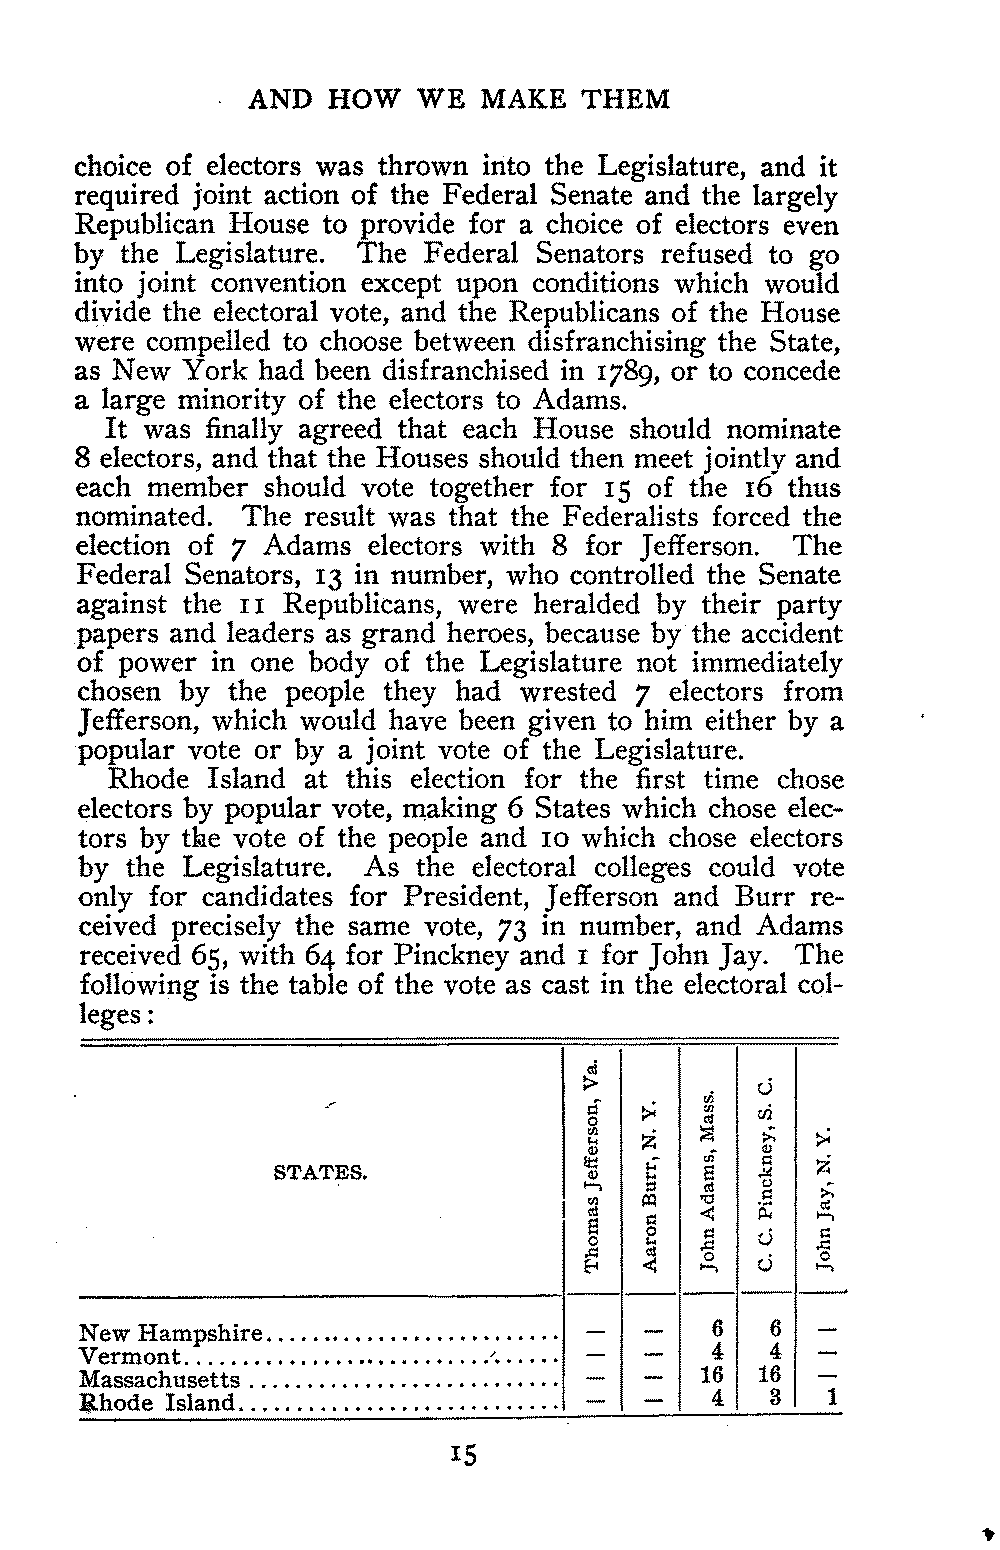 AND HOW WE MAKE THEM
choice of electors was thrown into the Legislature, and it
required joint action of the Federal Senate and the largely
Republican House to provide for a choice of electors even
by the Legislature. The Federal Senators refused to go
into joint convention except upon conditions which would
divide the electoral vote, and the Republicans of the House
were compelled to choose between disfranchising the State,
as New York had been disfranchised in 1789, or to concede
a large minority of the electors to Adams.
It was finally agreed that each House should nominate
8 electors, and that the Houses should then meet jointly and
each member should vote together for 15 of the 16 thus
nominated. The result was that the Federalists forced the
election of 7 Adams electors with 8 for Jefferson. The
Federal Senators, 13 in number, who controlled the Senate
against the 11 Republicans, were heralded by their party
papers and leaders as grand heroes, because by the accident
of power in one body of the Legislature not immediately
chosen by the people they had wrested 7 electors from
Jefferson, which would have been given to him either by a
popular vote or by a joint vote of the Legislature.
Rhode Island at this election for the first time chose
electors by popular vote, making 6 States which chose elec-
tors by the vote of the people and 10 which chose electors
by the Legislature. As the electoral colleges could vote
only for candidates for President, Jefferson and Burr re-
ceived precisely the same vote, 73 in number, and Adams
received 65, with 64 for Pinckney and 1 for John Jay. The
following is the table of the vote as cast in the electoral col-
leges:
STATES.
Thomas Jefferson, Va.
Aaron Burr, N. Y.
John Adams, Mass.
C. C. Pinckney, S. C.
John Jay, N. Y.
New Hampshire.......................... — — 6 6 —
Vermont................................ — — 4 4 —
Massachusetts .......................... — — 16 16 —
Rhode Island............................ — — 4 3 1
15